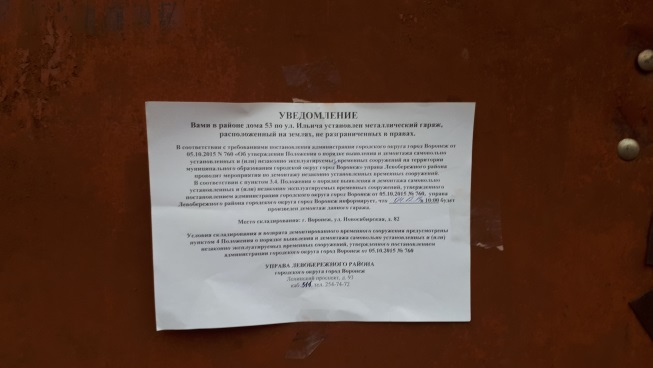 УВЕДОМЛЕНИЕ
Вами в районе дома 53 по ул. Ильича установлен металлический гараж,
расположенный на землях, не разграниченных в правах.
В соответствии с требованиями постановления администрации городского округа город Воронеж от
05.10.2015 N 760 «Об утверждении Положения о порядке выявления и демонтажа самовольно
установленных и (или) незаконно эксплуатируемых временных сооружений на территории
муниципального образования городской округ город Воронеж» управа Левобережного района
проводит мероприятия по демонтажу незаконно установленных временных сооружений.
В соответствии с пунктом 3.4. Положения о порядке выявления и демонтажа самовольно
установленных и (или) незаконно эксплуатируемых временных сооружений, утвержденного
постановлением администрации городского округа город Воронеж от 05.10.2015 № 760, управа
Левобережного района городского округа город Воронеж информирует, что в 10.00 будет
произведен демонтаж данного гаража.
Место складирования: г. Воронеж, ул. Новосибирская, д. 82
Условия складирования и возврата демонтированного временного сооружения предусмотрены
пунктом 4 Положения о порядке выявления и демонтажа самовольно установленных и (или)
незаконно эксплуатируемых временных сооружений, утвержденного постановлением
администрации городского округа город Воронеж от 05.10.2015 № 760
УПРАВА ЛЕВОБЕРЕЖНОГО РАЙОНА
городского округа город Воронеж
Ленинский проспект, д. 93
каб. тел. 256-74-72